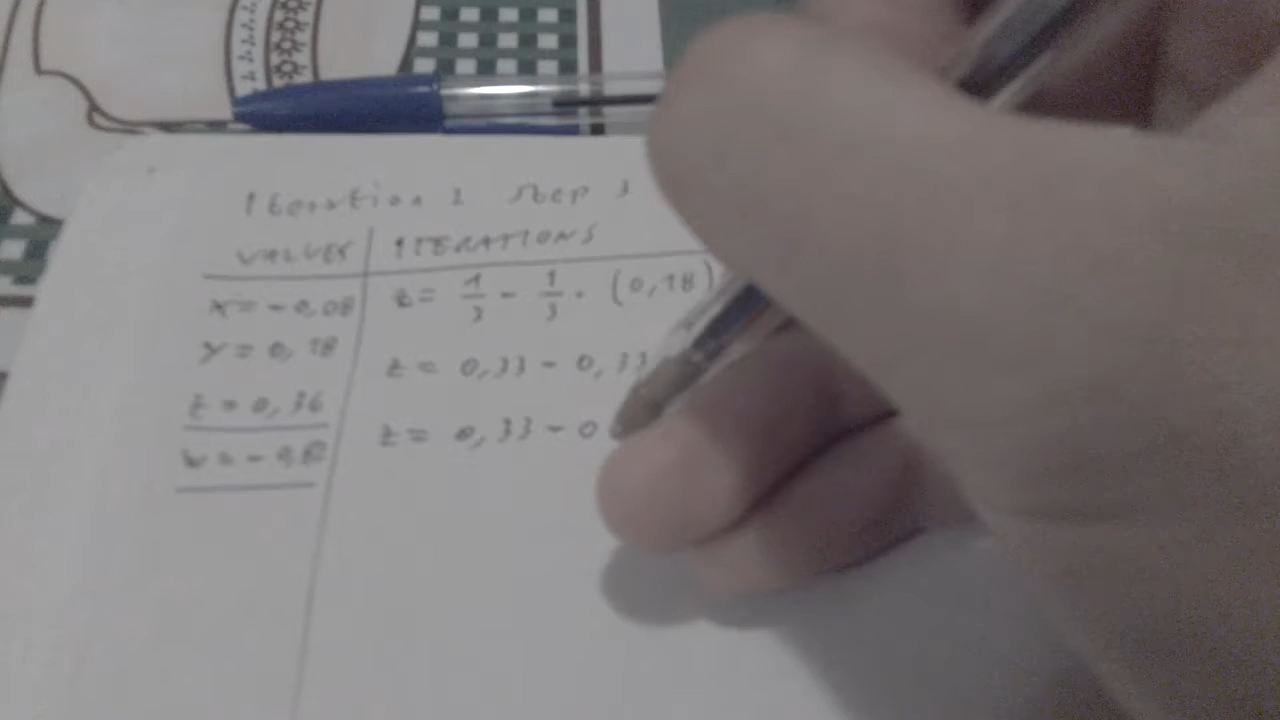 Iteration 2 Step 3
VALUES ITERATIONS
x = -0,08
z = 1/3 - 1/3 . (0,18)
y = 0,18
z = 0,33 - 0,33
z = 0,36
z = 0,33 - 0
w =